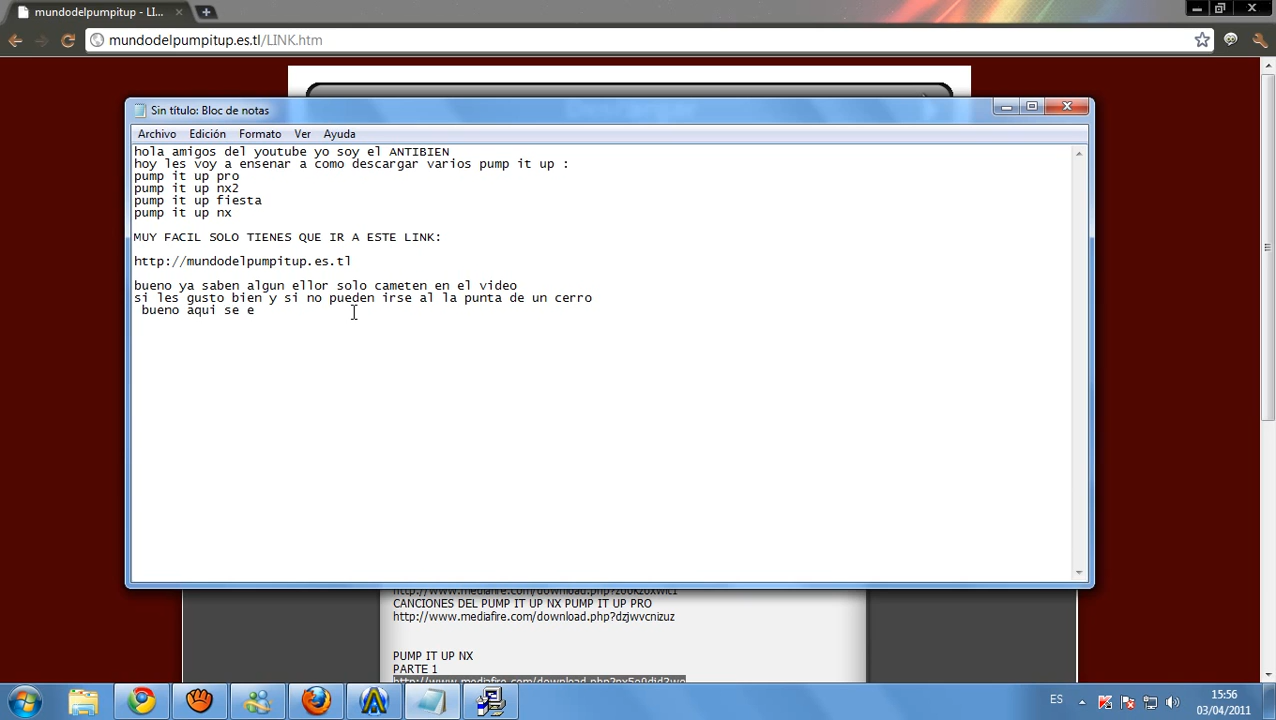 mundodelpumpitup - LI...
mundodelpumpitup.es.tl/LINK.htm
Sin título: Bloc de notas
Archivo Edición Formato Ver Ayuda
hola amigos del youtube yo soy el ANTIBIEN
hoy les voy a ensenar a como descargar varios pump it up :
pump it up pro
pump it up nx2
pump it up fiesta
pump it up nx
MUY FACIL SOLO TIENES QUE IR A ESTE LINK:
http://mundodelpumpitup.es.tl
bueno ya saben algun ellor solo cameten en el video
si les gusto bien y si no pueden irse al la punta de un cerro
bueno aqui se e
CANCIONES DEL PUMP IT UP NX PUMP IT UP PRO
http://www.mediafire.com/download.php?dzjwvcnizuz
PUMP IT UP NX
PARTE 1
ES
15:56
03/04/2011